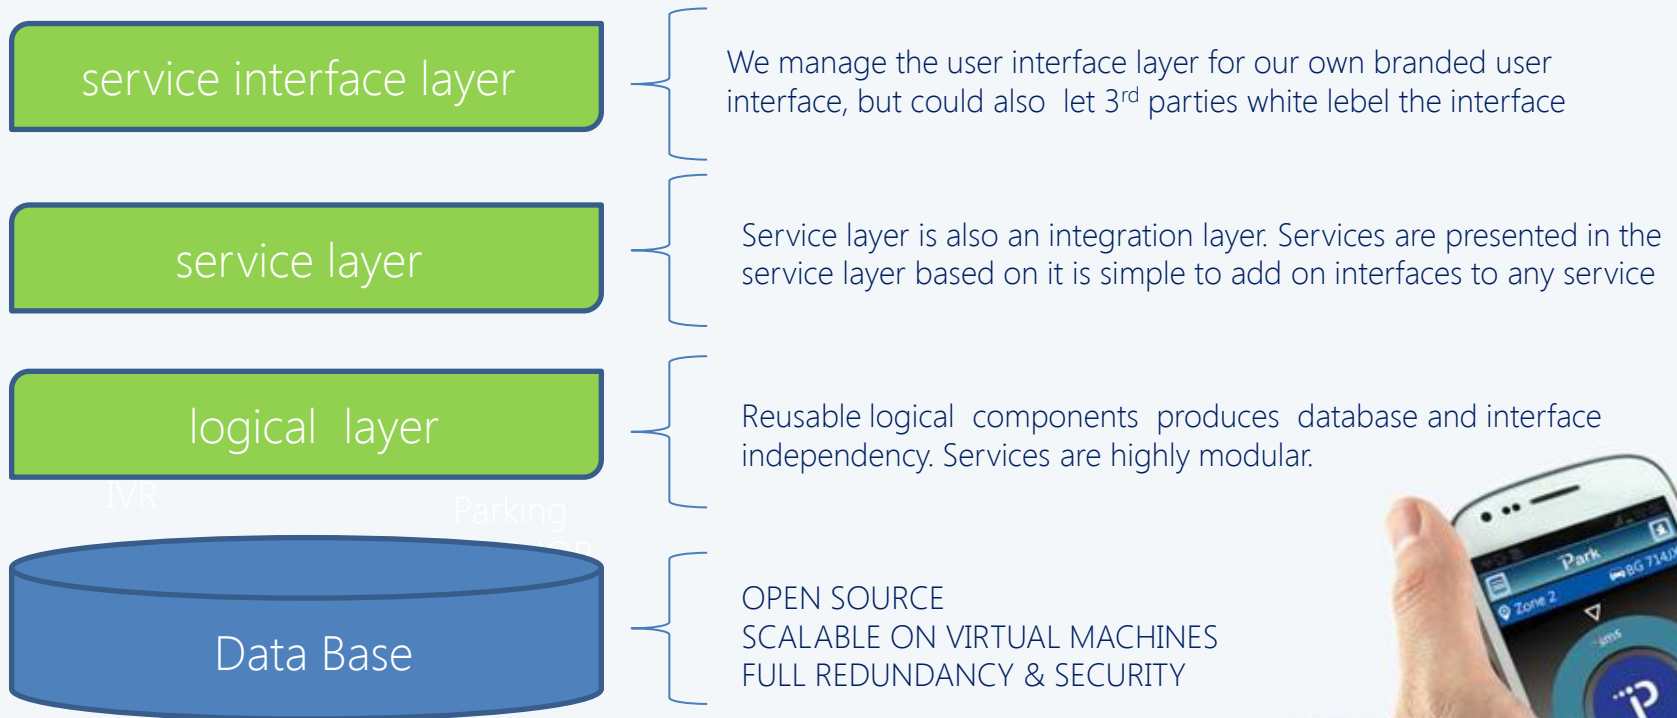 service interface layer
We manage the user interface layer for our own branded user
interface, but could also let 3rd parties white lebel the interface
service layer
Service layer is also an integration layer. Services are presented in the
service layer based on it is simple to add on interfaces to any service
logical layer
Reusable logical components produces database and interface
independency. Services are highly modular.
IVR
Parking
Data Base
OPEN SOURCE
SCALABLE ON VIRTUAL MACHINES
FULL REDUNDANCY & SECURITY
Park
BG 714
Zone 2
sms